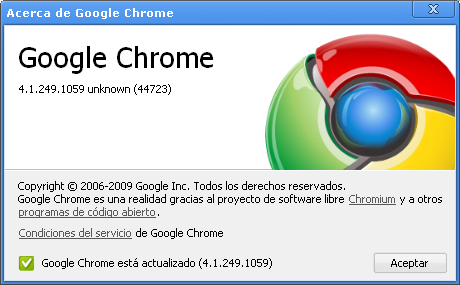 Acerca de Google Chrome
Google Chrome
4.1.249.1059 unknown (44723)
Copyright © 2006-2009 Google Inc. Todos los derechos reservados.
Google Chrome es una realidad gracias al proyecto de software libre Chromium y a otros
programas de código abierto.
Condiciones del servicio de Google Chrome
Google Chrome está actualizado (4.1.249.1059)
Aceptar